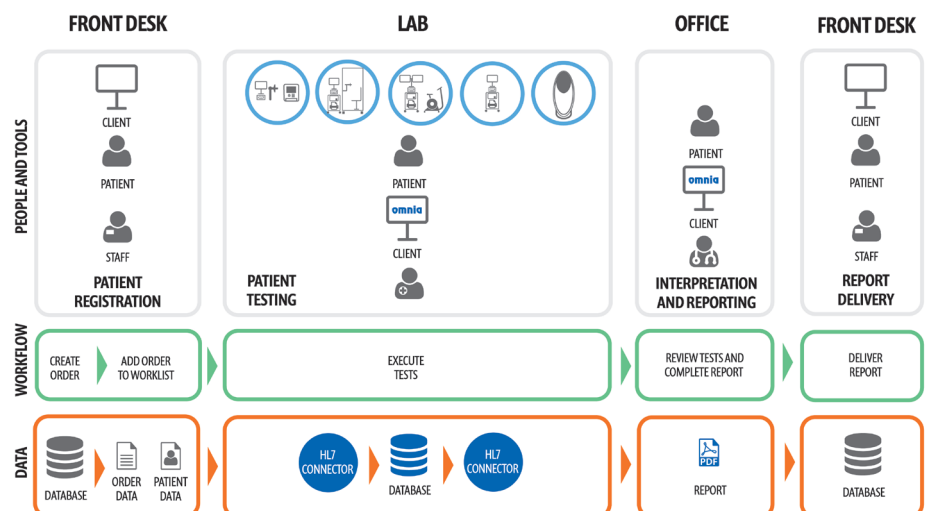 FRONT DESK
LAB
OFFICE
FRONT DESK
PEOPLE AND TOOLS
CLIENT
PATIENT
STAFF
PATIENT
REGISTRATION
PATIENT
omnia
CLIENT
PATIENT
TESTING
PATIENT
omnia
CLIENT
INTERPRETATION
AND REPORTING
CLIENT
PATIENT
STAFF
REPORT
DELIVERY
WORKFLOW
CREATE
ORDER
ADD ORDER
TO WORKLIST
EXECUTE
TESTS
REVIEW TESTS AND
COMPLETE REPORT
DELIVER
REPORT
DATA
DATABASE
ORDER
DATA
PATIENT
DATA
HL7
CONNECTOR
DATABASE
HL7
CONNECTOR
PDF
REPORT
DATABASE